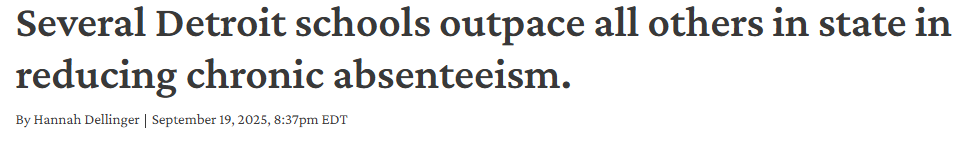 Several Detroit schools outpace all others in state in
reducing chronic absenteeism.
By Hannah Dellinger | September 19, 2025, 8:37pm EDT